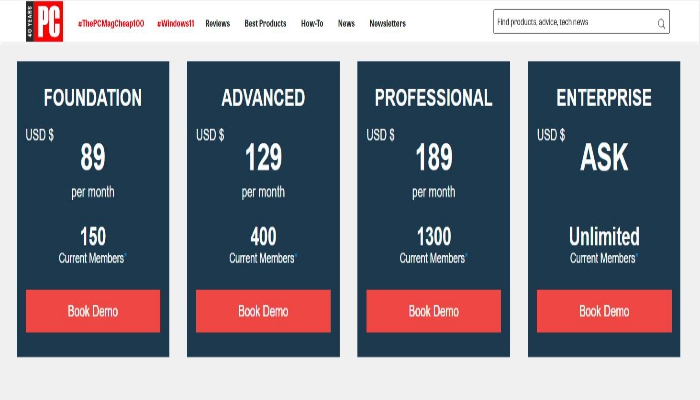 40 YEARS
PC
#ThePCMagCheap100 #Windows11 Reviews Best Products How-To News Newsletters
Find products, advice, tech news
FOUNDATION
USD $
89
per month
150
Current Members*
Book Demo
ADVANCED
USD $
129
per month
400
Current Members*
Book Demo
PROFESSIONAL
USD $
189
per month
1300
Current Members*
Book Demo
ENTERPRISE
USD $
ASK
Unlimited
Current Members*
Book Demo